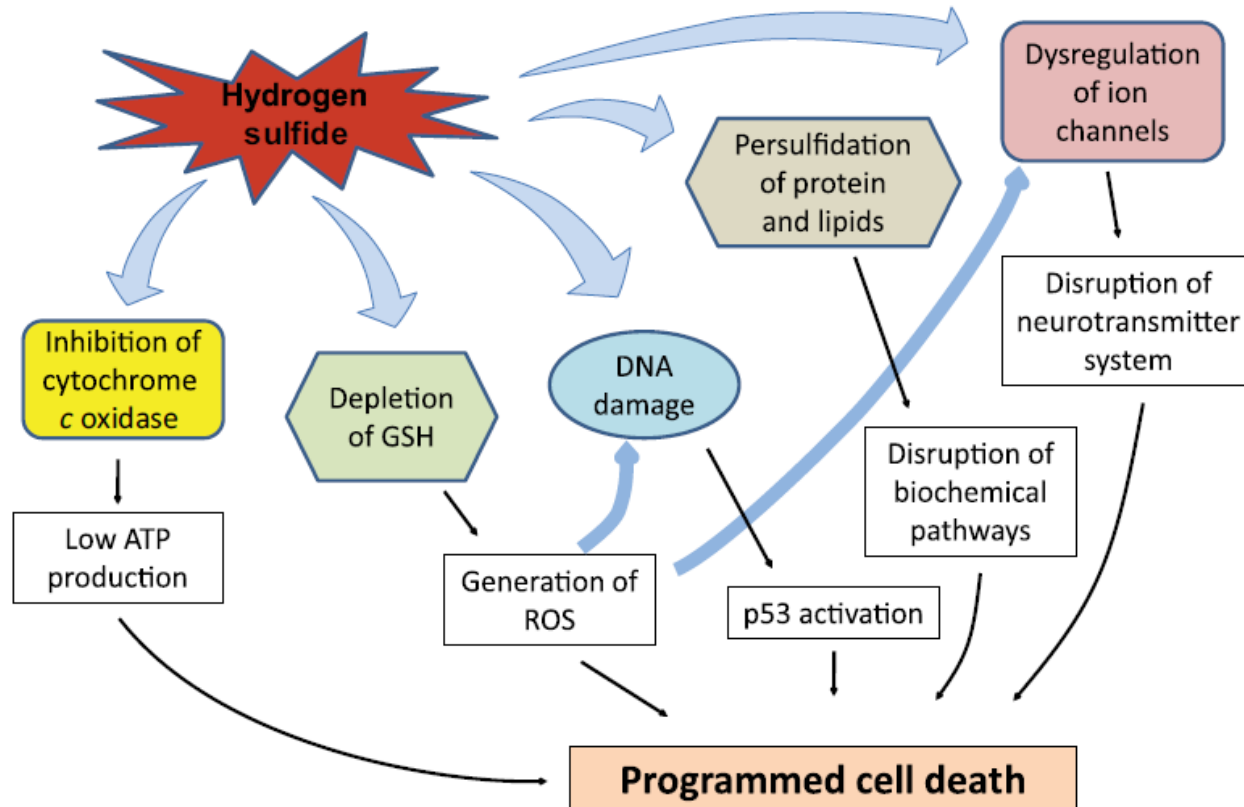 Hydrogen
sulfide
Dysregulation
of ion
channels
Persulfidation
of protein
and lipids
Inhibition of
cytochrome
c oxidase
Depletion
of GSH
DNA
damage
Disruption of
neurotransmitter
system
Disruption of
biochemical
pathways
Low ATP
production
Generation of
ROS
p53 activation
Programmed cell death